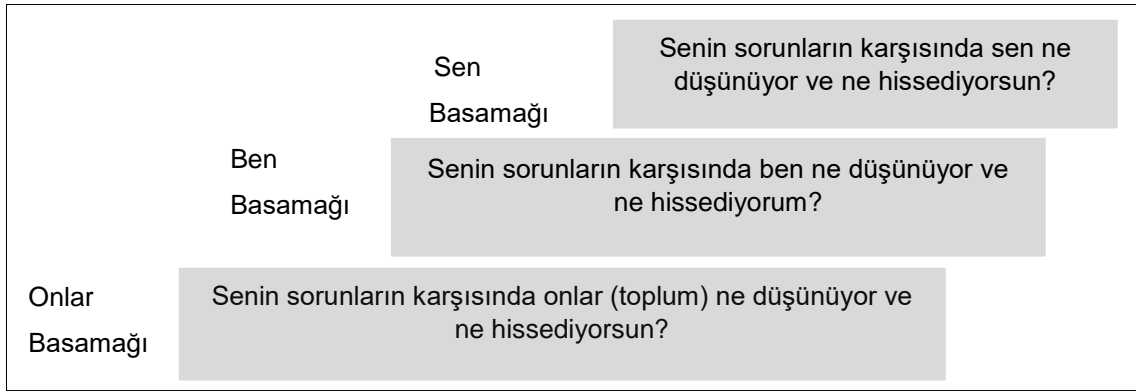 Sen
Basamağı
Senin sorunların karşısında sen ne
düşünüyor ve ne hissediyorsun?
Ben
Basamağı
Senin sorunların karşısında ben ne düşünüyor ve
ne hissediyorum?
Onlar
Basamağı
Senin sorunların karşısında onlar (toplum) ne düşünüyor ve
ne hissediyorsun?